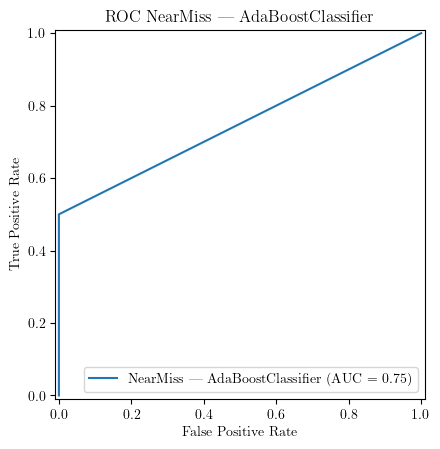 ROC NearMiss — AdaBoostClassifier
True Positive Rate
1.0
0.8
0.6
0.4
0.2
0.0
NearMiss — AdaBoostClassifier (AUC = 0.75)
0.0 0.2 0.4 0.6 0.8 1.0
False Positive Rate